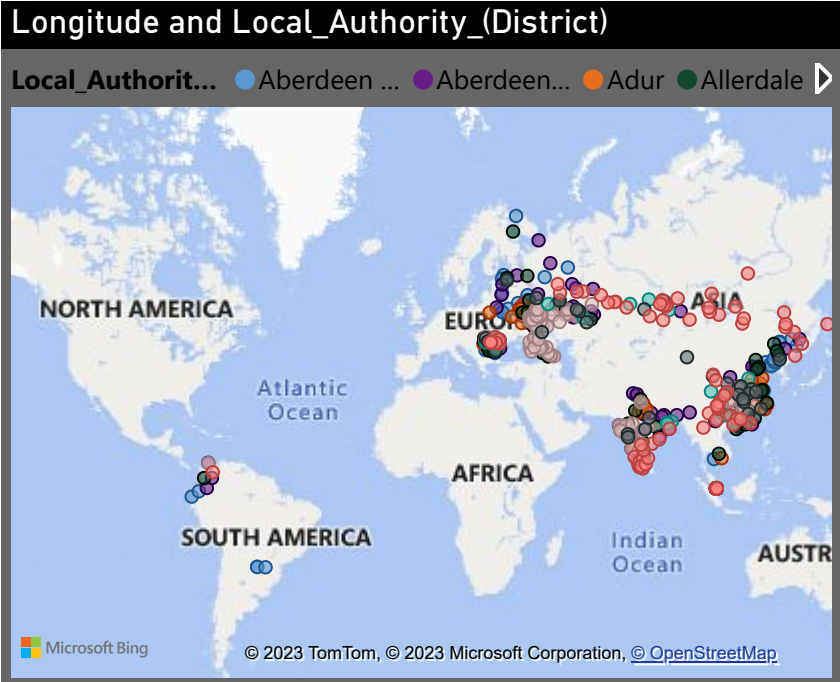 Longitude and Local_Authority_(District)
Local_Authorit... Aberdeen ... Aberdeen... Adur Allerdale
NORTH AMERICA
ASIA
Atlantic
Ocean
AFRICA
SOUTH AMERICA
Indian
Ocean
AUSTR
Microsoft Bing
© 2023 TomTom, © 2023 Microsoft Corporation, © OpenStreetMap